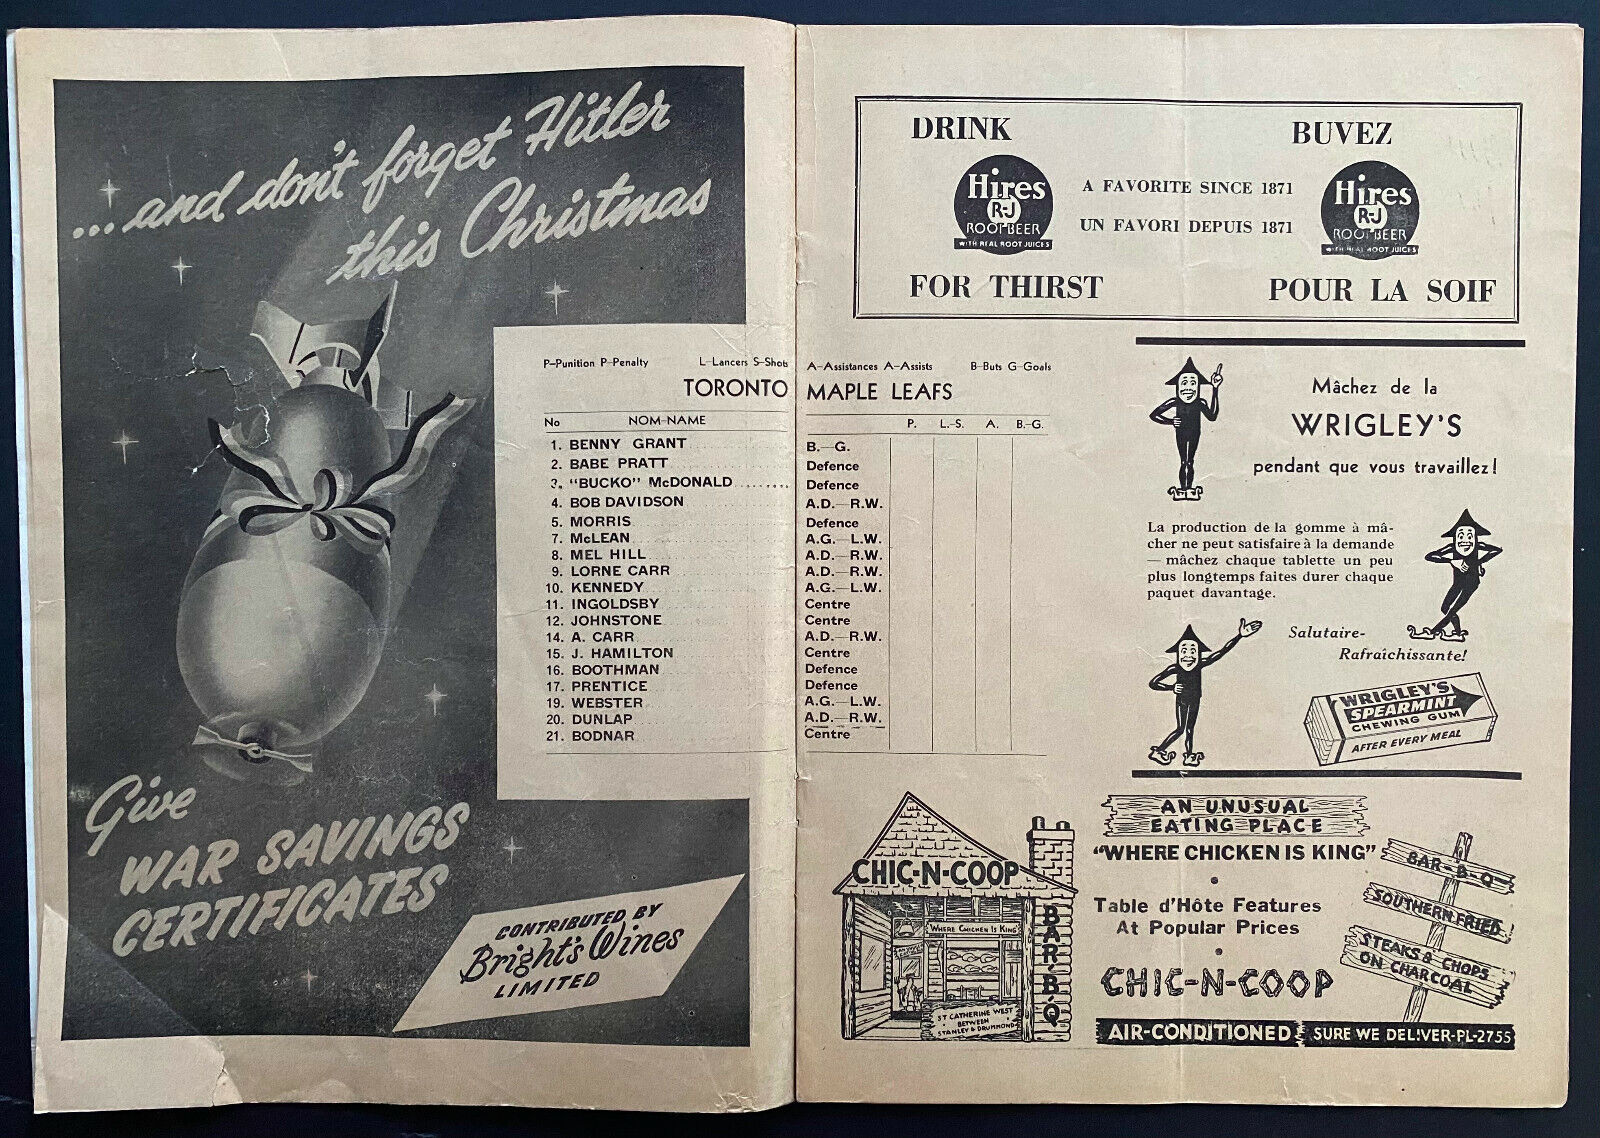 ...and don't forget Hitler
this Christmas
P–Punition P–Penalty L–Lancers S–Shots
TORONTO
No NOM–NAME
1. BENNY GRANT
2. BABE PRATT
3. "BUCKO" McDONALD
4. BOB DAVIDSON
5. MORRIS
7. McLEAN
8. MEL HILL
9. LORNE CARR
10. KENNEDY
11. INGOLDSBY
12. JOHNSTONE
14. A. CARR
15. J. HAMILTON
16. BOOTHMAN
17. PRENTICE
19. WEBSTER
20. DUNLAP
21. BODNAR
Give
WAR SAVINGS
CERTIFICATES
CONTRIBUTED BY
Bright's Wines
LIMITED
DRINK BUVEZ
Hires
R-J
ROOT BEER
WITH REAL ROOT JUICES
A FAVORITE SINCE 1871
UN FAVORI DEPUIS 1871
Hires
R-J
ROOT BEER
WITH REAL ROOT JUICES
FOR THIRST POUR LA SOIF
A–Assistances A–Assists B–Buts G–Goals
MAPLE LEAFS
P. L.–S. A. B.–G.
B.–G.
Defence
Defence
A.D.–R.W.
Defence
A.G.–L.W.
A.D.–R.W.
A.D.–R.W.
A.G.–L.W.
Centre
Centre
A.D.–R.W.
Centre
Defence
Defence
A.G.–L.W.
A.D.–R.W.
Centre
Mâchez de la
WRIGLEY'S
pendant que vous travaillez!
La production de la gomme à mâ-
cher ne peut satisfaire à la demande
— mâchez chaque tablette un peu
plus longtemps faites durer chaque
paquet davantage.
Salutaire-
Rafraîchissante!
WRIGLEY'S
SPEARMINT
CHEWING GUM
AFTER EVERY MEAL
CHIC-N-COOP
"WHERE CHICKEN IS KING"
BAR-B-Q
ST CATHERINE WEST
BETWEEN
STANLEY & DRUMMOND
AN UNUSUAL
EATING PLACE
"WHERE CHICKEN IS KING"
Table d'Hôte Features
At Popular Prices
CHIC-N-COOP
BAR-B-Q
SOUTHERN FRIED
STEAKS & CHOPS
ON CHARCOAL
AIR-CONDITIONED SURE WE DELIVER-PL-2755